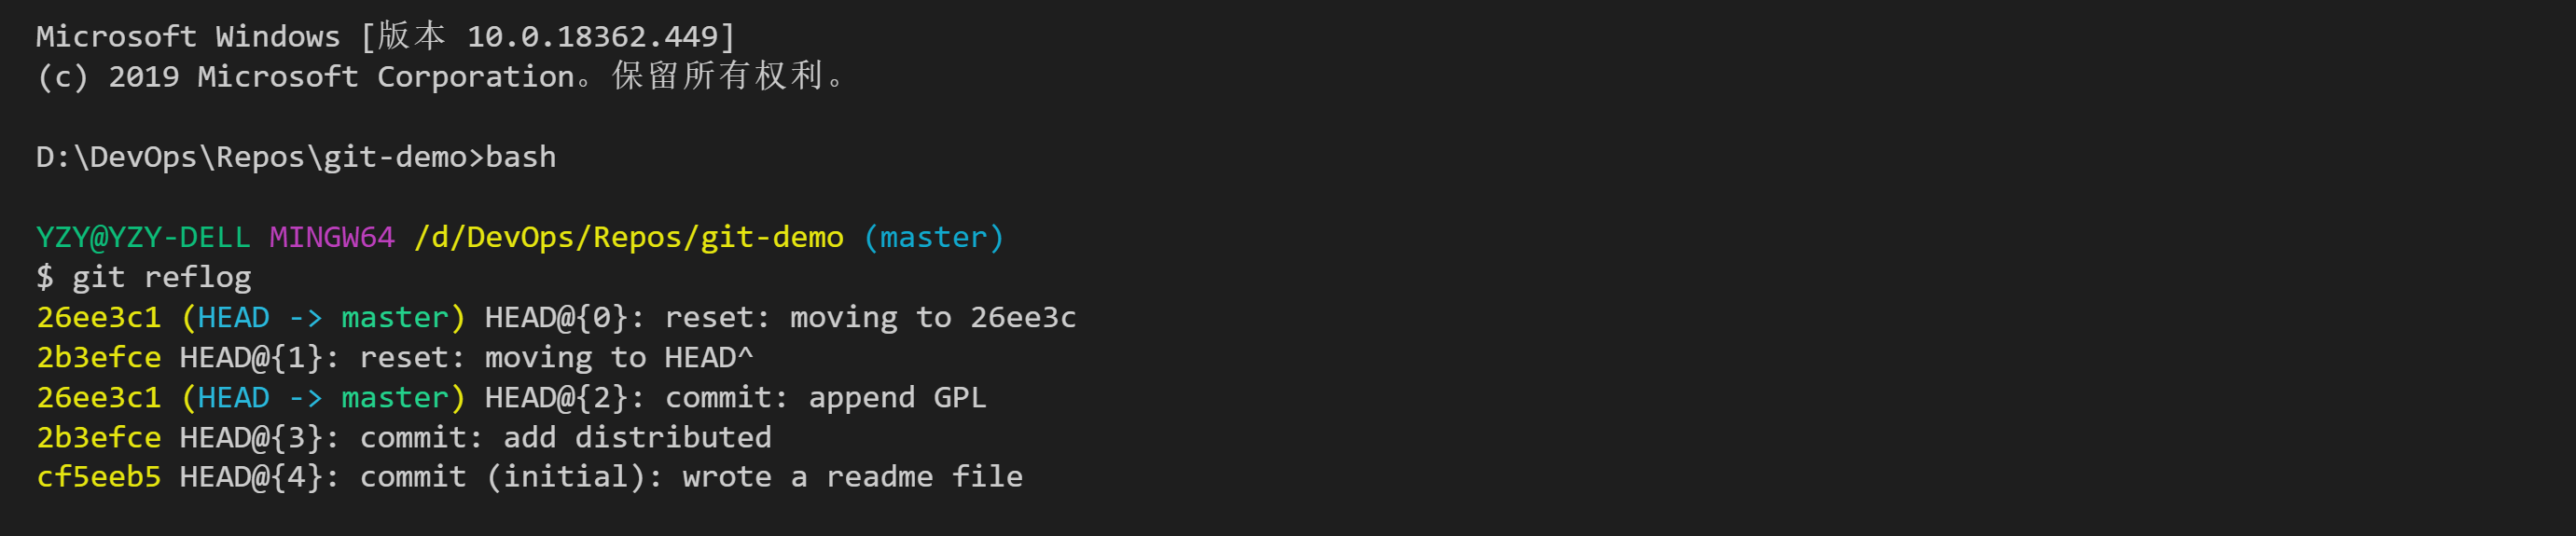 Microsoft Windows [版本 10.0.18362.449]
(c) 2019 Microsoft Corporation。保留所有权利。
D:\DevOps\Repos\git-demo>bash
YZY@YZY-DELL MINGW64 /d/DevOps/Repos/git-demo (master)
$ git reflog
26ee3c1 (HEAD -> master) HEAD@{0}: reset: moving to 26ee3c
2b3efce HEAD@{1}: reset: moving to HEAD^
26ee3c1 (HEAD -> master) HEAD@{2}: commit: append GPL
2b3efce HEAD@{3}: commit: add distributed
cf5eeb5 HEAD@{4}: commit (initial): wrote a readme file